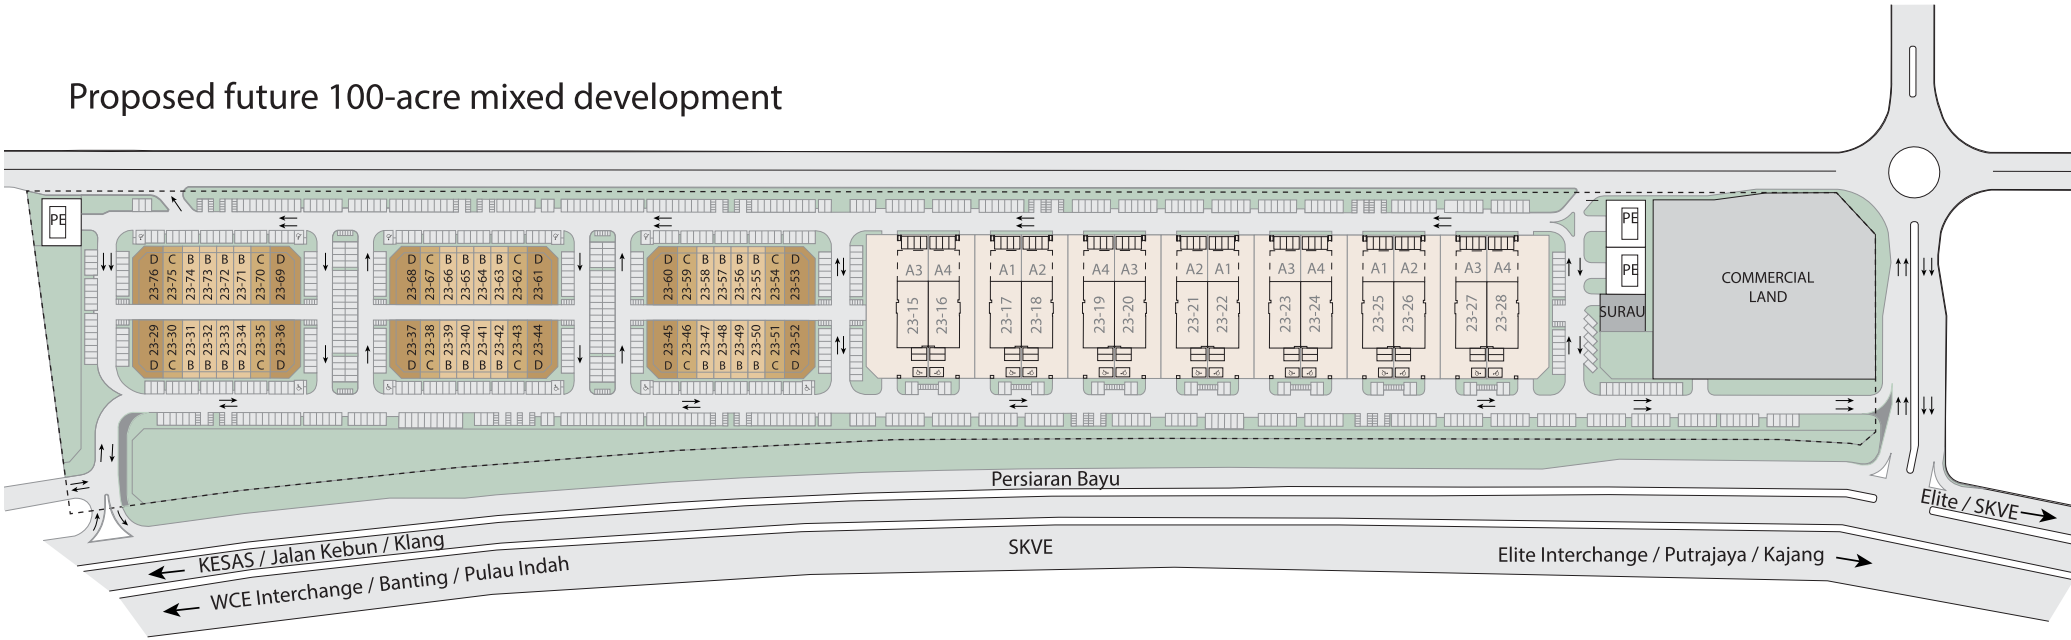 Proposed future 100-acre mixed development
PE
PE
PE
SURAU
COMMERCIAL
LAND
D C B B B B C D
23-76 23-75 23-74 23-73 23-72 23-71 23-70 23-69
D C B B B B C D
23-68 23-67 23-66 23-65 23-64 23-63 23-62 23-61
D C B B B B C D
23-60 23-59 23-58 23-57 23-56 23-55 23-54 23-53
23-29 23-30 23-31 23-32 23-33 23-34 23-35 23-36
D C B B B B C D
23-37 23-38 23-39 23-40 23-41 23-42 23-43 23-44
D C B B B B C D
23-45 23-46 23-47 23-48 23-49 23-50 23-51 23-52
D C B B B B C D
A3 A4 A1 A2 A4 A3 A2 A1 A3 A4 A1 A2 A3 A4
23-15 23-16 23-17 23-18 23-19 23-20 23-21 23-22 23-23 23-24 23-25 23-26 23-27 23-28
Persiaran Bayu
Elite / SKVE
KESAS / Jalan Kebun / Klang
SKVE
Elite Interchange / Putrajaya / Kajang
WCE Interchange / Banting / Pulau Indah